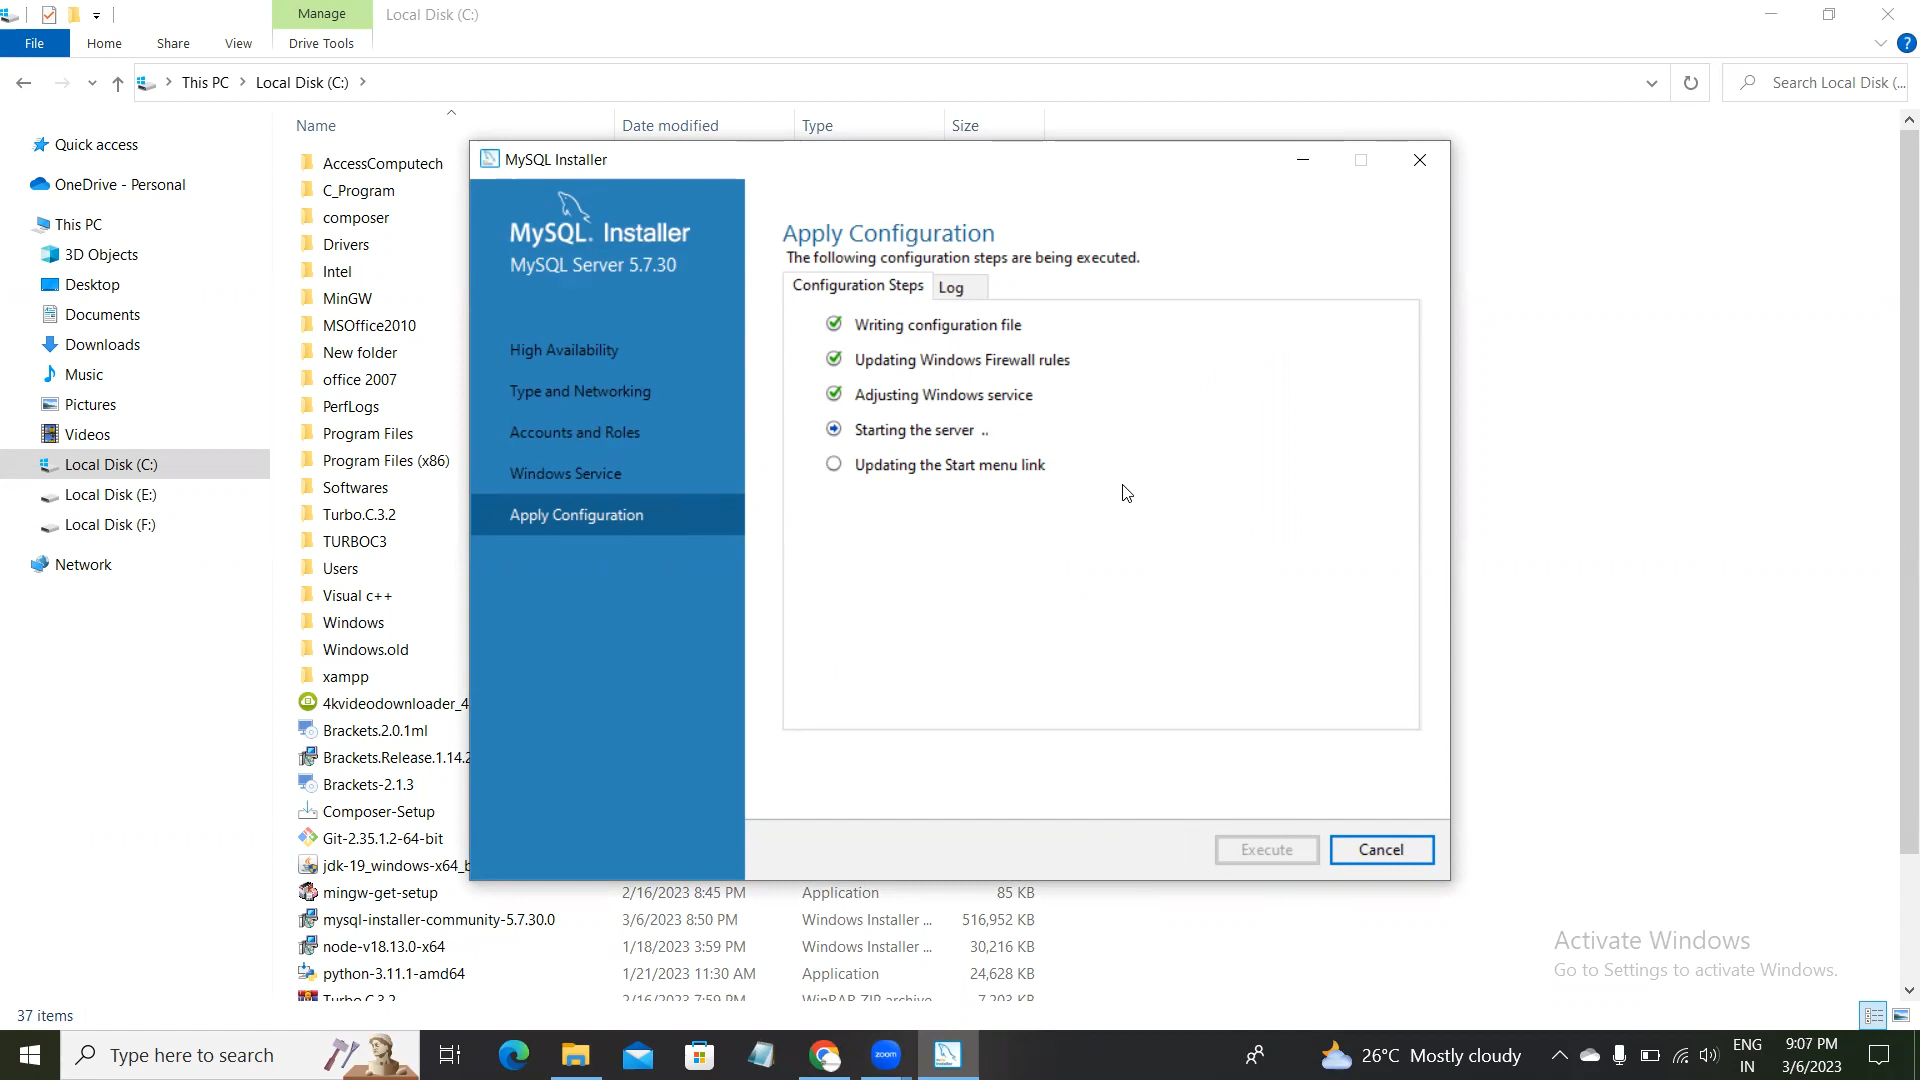 Manage
Local Disk (C:)
File
Home
Share
View
Drive Tools
This PC
Local Disk (C:)
Search Local Disk (...
Name
Date modified
Type
Size
Quick access
OneDrive - Personal
This PC
3D Objects
Desktop
Documents
Downloads
Music
Pictures
Videos
Local Disk (C:)
Local Disk (E:)
Local Disk (F:)
Network
AccessComputech
C_Program
composer
Drivers
Intel
MinGW
MSOffice2010
New folder
office 2007
PerfLogs
Program Files
Program Files (x86)
Softwares
Turbo.C.3.2
TURBOC3
Users
Visual c++
Windows
Windows.old
xampp
4kvideodownloader_4
Brackets.2.0.1ml
Brackets.Release.1.14.2
Brackets-2.1.3
Composer-Setup
Git-2.35.1.2-64-bit
jdk-19_windows-x64_b
mingw-get-setup 2/16/2023 8:45 PM Application 85 KB
mysql-installer-community-5.7.30.0 3/6/2023 8:50 PM Windows Installer ... 516,952 KB
node-v18.13.0-x64 1/18/2023 3:59 PM Windows Installer ... 30,216 KB
python-3.11.1-amd64 1/21/2023 11:30 AM Application 24,628 KB
Turbo.C.3.2 2/16/2023 7:59 PM WinRAR ZIP archive 7,203 KB
MySQL Installer
MySQL. Installer
MySQL Server 5.7.30
High Availability
Type and Networking
Accounts and Roles
Windows Service
Apply Configuration
Apply Configuration
The following configuration steps are being executed.
Configuration Steps
Log
Writing configuration file
Updating Windows Firewall rules
Adjusting Windows service
Starting the server ..
Updating the Start menu link
Execute
Cancel
Activate Windows
Go to Settings to activate Windows.
37 items
Type here to search
zoom
26°C Mostly cloudy
ENG
IN
9:07 PM
3/6/2023